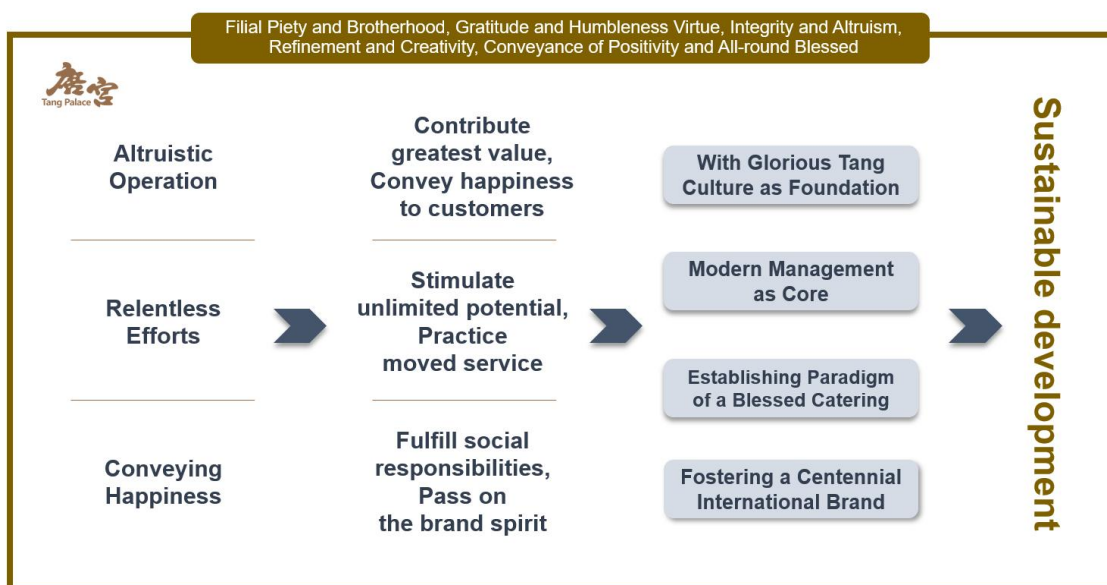 Filial Piety and Brotherhood, Gratitude and Humbleness Virtue, Integrity and Altruism,
Refinement and Creativity, Conveyance of Positivity and All-round Blessed
唐宫
Tang Palace
Altruistic
Operation
Contribute
greatest value,
Convey happiness
to customers
With Glorious Tang
Culture as Foundation
Relentless
Efforts
Stimulate
unlimited potential,
Practice
moved service
Modern Management
as Core
Establishing Paradigm
of a Blessed Catering
Conveying
Happiness
Fulfill social
responsibilities,
Pass on
the brand spirit
Fostering a Centennial
International Brand
Sustainable development